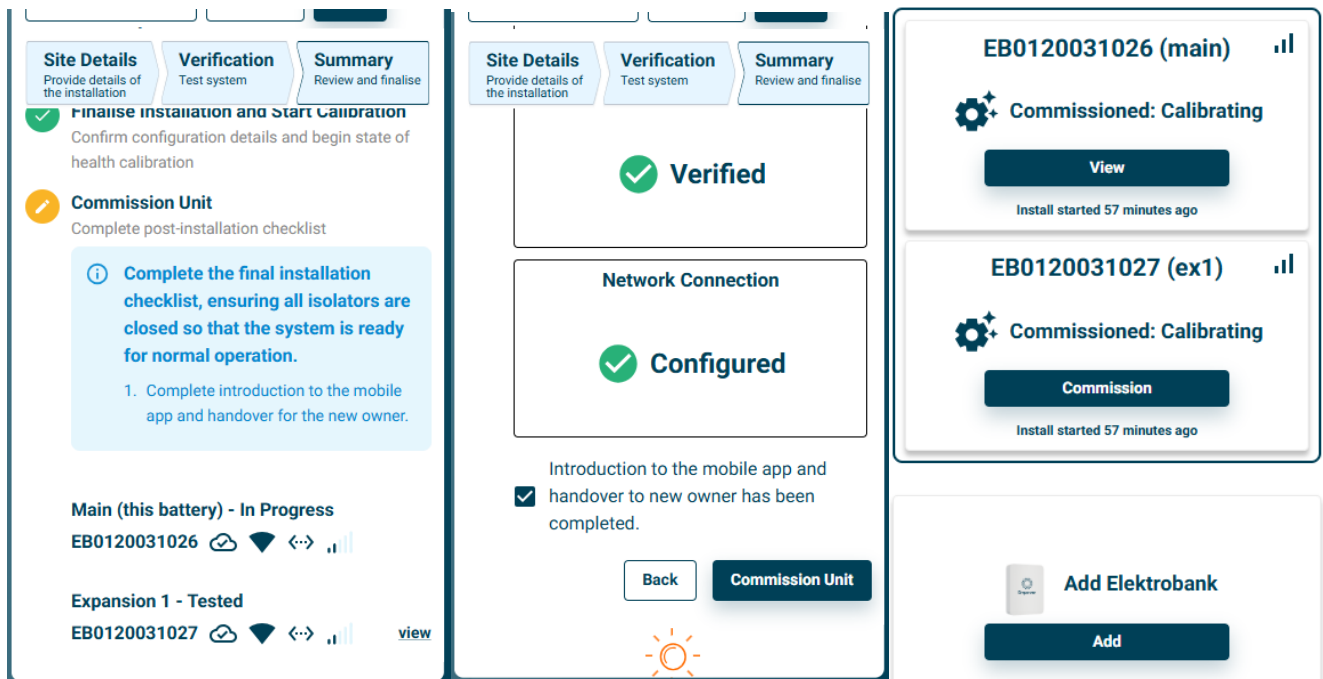 Site Details
Provide details of
the installation
Verification
Test system
Summary
Review and finalise
Finalise Installation and Start Calibration
Confirm configuration details and begin state of
health calibration
Commission Unit
Complete post-installation checklist
Complete the final installation
checklist, ensuring all isolators are
closed so that the system is ready
for normal operation.
1. Complete introduction to the mobile
app and handover for the new owner.
Main (this battery) - In Progress
EB0120031026
Expansion 1 - Tested
EB0120031027
view
Site Details
Provide details of
the installation
Verification
Test system
Summary
Review and finalise
Verified
Network Connection
Configured
Introduction to the mobile app and
handover to new owner has been
completed.
Back
Commission Unit
EB0120031026 (main)
Commissioned: Calibrating
View
Install started 57 minutes ago
EB0120031027 (ex1)
Commissioned: Calibrating
Commission
Install started 57 minutes ago
Add Elektrobank
Add